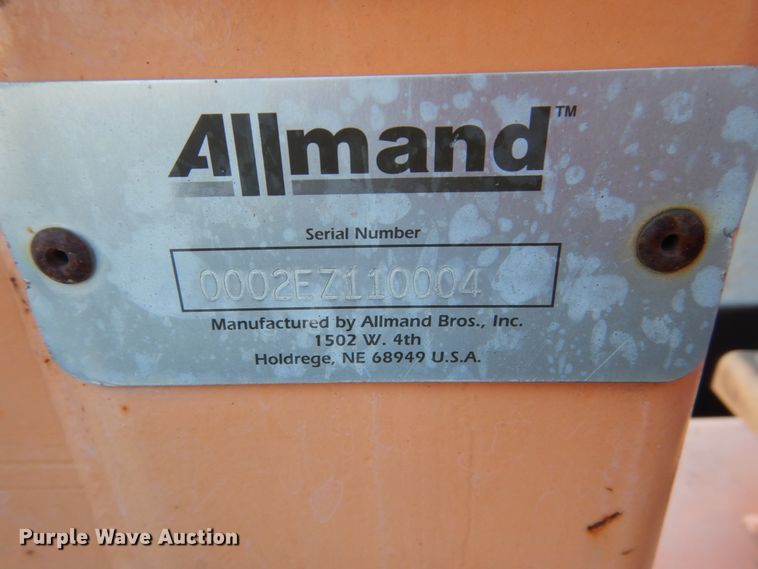 Allmand™
Serial Number
0002EZ110004
Manufactured by Allmand Bros., Inc.
1502 W. 4th
Holdrege, NE 68949 U.S.A.
Purple Wave Auction